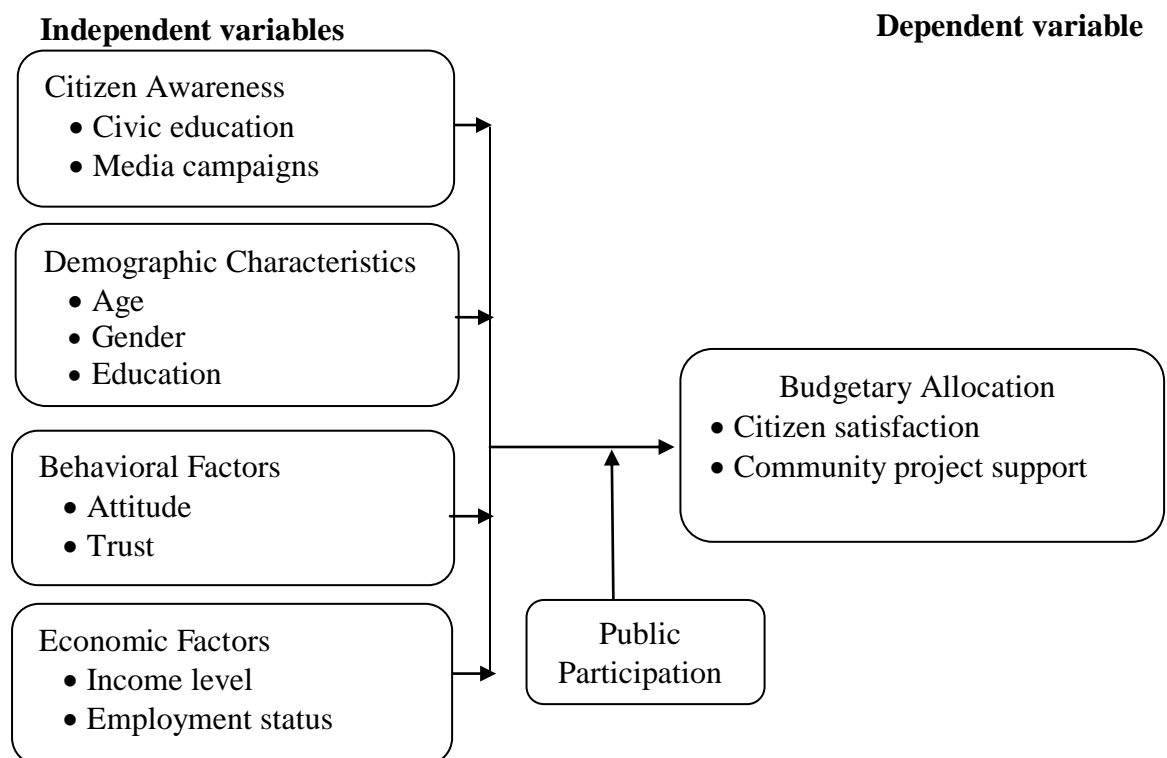 Independent variables
Dependent variable
Citizen Awareness
• Civic education
• Media campaigns
Demographic Characteristics
• Age
• Gender
• Education
Behavioral Factors
• Attitude
• Trust
Economic Factors
• Income level
• Employment status
Public
Participation
Budgetary Allocation
• Citizen satisfaction
• Community project support